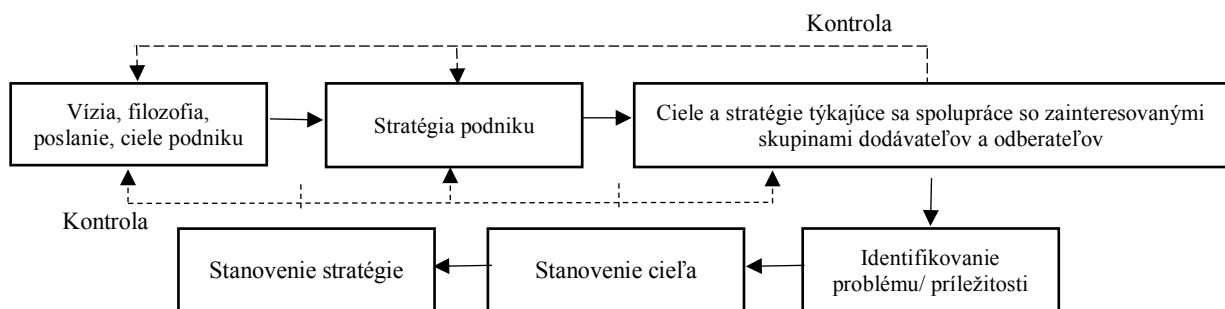 Kontrola
Vízia, filozofia,
poslanie, ciele podniku
Stratégia podniku
Ciele a stratégie týkajúce sa spolupráce so zainteresovanými
skupinami dodávateľov a odberateľov
Kontrola
Stanovenie stratégie
Stanovenie cieľa
Identifikovanie
problému/ príležitosti